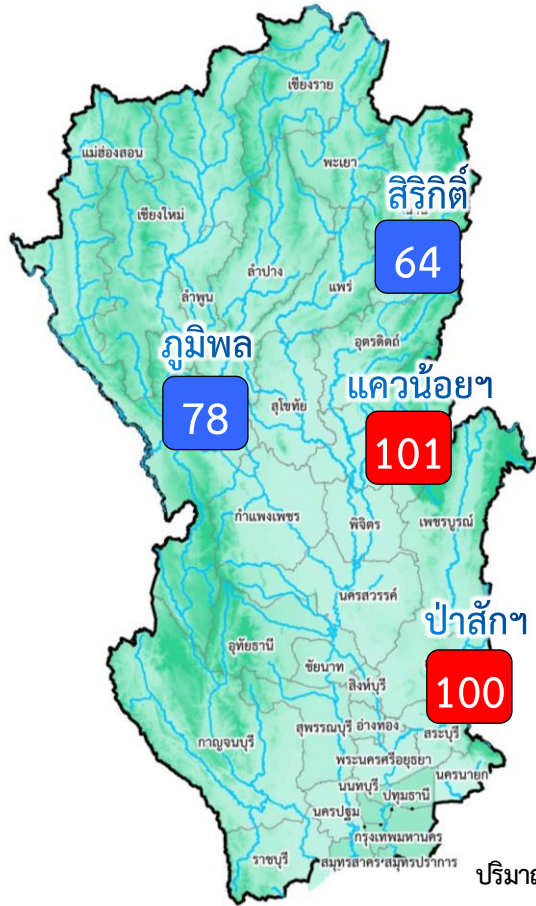 เชียงราย
แม่ฮ่องสอน
พะเยา
สิริกิติ์
เชียงใหม่
64
ลำปาง
แพร่
ลำพูน
อุตรดิตถ์
ภูมิพล
แควน้อยฯ
78
สุโขทัย
101
กำแพงเพชร
พิจิตร
เพชรบูรณ์
นครสวรรค์
ป่าสักฯ
อุทัยธานี
ชัยนาท
สิงห์บุรี
100
สุพรรณบุรี
อ่างทอง
สระบุรี
กาญจนบุรี
พระนครศรีอยุธยา
นครนายก
นนทบุรี
ปทุมธานี
นครปฐม
กรุงเทพมหานคร
ราชบุรี
สมุทรสาคร
สมุทรปราการ